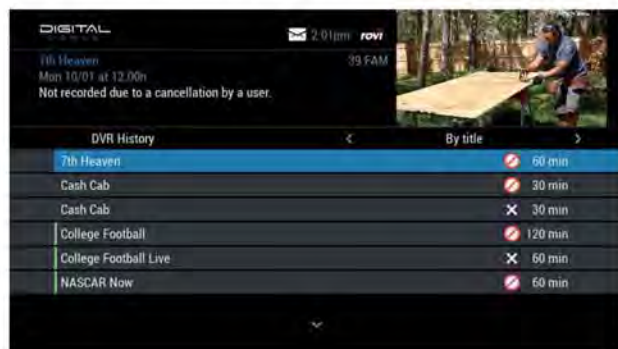 DIGITAL
2:01pm rovi
7th Heaven 39 FAM
Mon 10/01 at 12:00n
Not recorded due to a cancellation by a user.
DVR History < By title >
7th Heaven 60 min
Cash Cab 30 min
Cash Cab 30 min
College Football 120 min
College Football Live 60 min
NASCAR Now 60 min